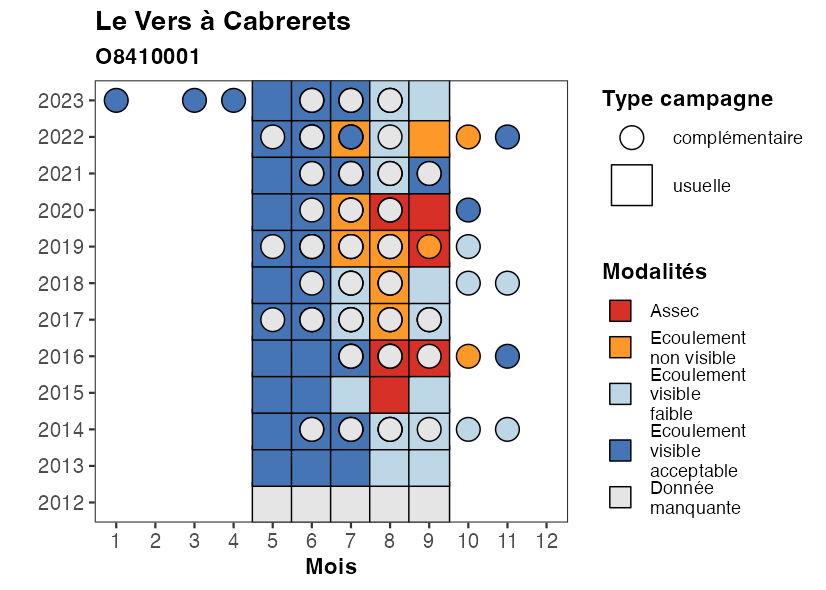 Le Vers à Cabrerets
O8410001
2023
2022
2021
2020
2019
2018
2017
2016
2015
2014
2013
2012
1 2 3 4 5 6 7 8 9 10 11 12
Mois
Type campagne
complémentaire
usuelle
Modalités
Assec
Ecoulement
non visible
Ecoulement
visible
faible
Ecoulement
visible
acceptable
Donnée
manquante